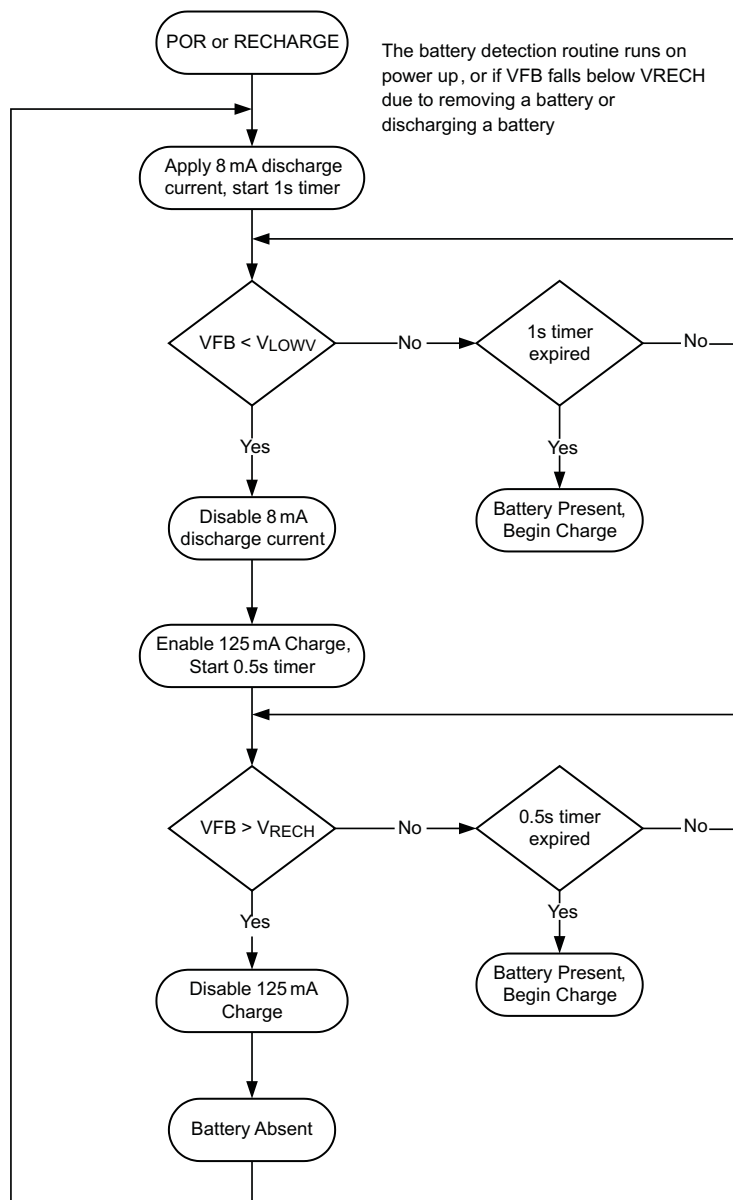 POR or RECHARGE
The battery detection routine runs on
power up, or if VFB falls below VRECH
due to removing a battery or
discharging a battery
Apply 8 mA discharge
current, start 1s timer
VFB < VLOWV
No
1s timer
expired
No
Yes
Yes
Disable 8 mA
discharge current
Battery Present,
Begin Charge
Enable 125 mA Charge,
Start 0.5s timer
VFB > VRECH
No
0.5s timer
expired
No
Yes
Yes
Disable 125 mA
Charge
Battery Present,
Begin Charge
Battery Absent